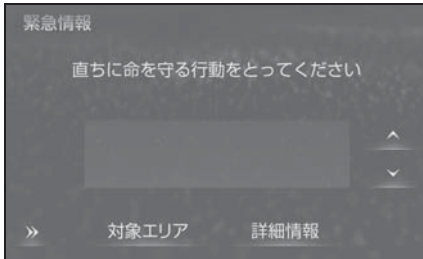 緊急情報
直ちに命を守る行動をとってください
対象エリア
詳細情報